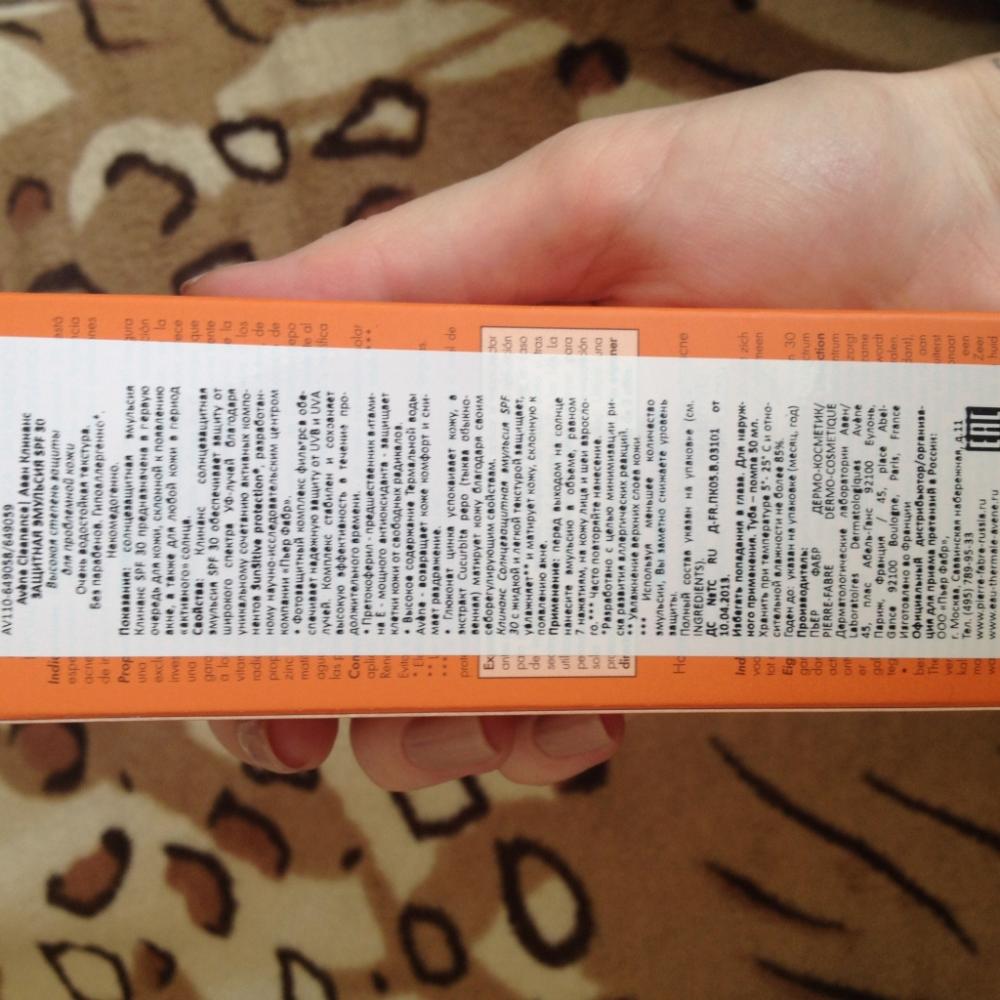 AV110-64905В/649059
Avène Cleanance| Авен Клинанс
ЗАЩИТНАЯ ЭМУЛЬСИЯ SPF 30
Высокая степень защиты
для проблемной кожи
Очень водостойкая текстура.
Без парабенов. Гипоаллергенно*.
Некомедогенно.
Показания: солнцезащитная эмульсия
Клинанс SPF 30 предназначена в первую
очередь для кожи, склонной к появлению
акне, а также для любой кожи в период
«активного» солнца.
Свойства: Клинанс солнцезащитная
эмульсия SPF 30 обеспечивает защиту от
широкого спектра УФ-лучей благодаря
уникальному сочетанию активных компо-
нентов SunSitive protection®, разработан-
ному научно-исследовательским центром
компании «Пьер Фабр».
• Фотозащитный комплекс фильтров обе-
спечивает надежную защиту от UVB и UVA
лучей. Комплекс стабилен и сохраняет
высокую эффективность в течение про-
должительного времени.
• Претокоферил - предшественник витами-
на Е - мощного антиоксиданта - защищает
клетки кожи от свободных радикалов.
• Высокое содержание Термальной воды
Avène - возвращает коже комфорт и сни-
мает раздражение.
• Глюконат цинка успокаивает кожу, а
экстракт Cucurbita pepo (тыква обыкно-
венная) матирует кожу благодаря своим
себорегулирующим свойствам.
Клинанс Солнцезащитная эмульсия SPF
30 с жидкой и легкой текстурой защищает,
увлажняет** и матирует кожу, склонную к
появлению акне.
Применение: перед выходом на солнце
нанесите эмульсию в объеме, равном
7 нажатиям, на кожу лица и шеи взросло-
го.*** Часто повторяйте нанесение.
*Разработано с целью минимизации ри-
ска развития аллергических реакций.
** увлажнение верхних слоев кожи
*** Используя меньшее количество
эмульсии, Вы заметно снижаете уровень
защиты.
Полный состав указан на упаковке (см.
INGREDIENTS).
ДС №ТС RU Д-FR.ПК05.В.03101 от
10.04.2013.
Избегать попадания в глаза. Для наруж-
ного применения. Туба – помпа 50 мл.
Хранить при температуре 5°- 25° С и отно-
сительной влажности не более 85%.
Годен до: указан на упаковке (месяц, год)
Производитель:
ПЬЕР ФАБР ДЕРМО-КОСМЕТИК/
PIERRE-FABRE DERMO-COSMETIQUE
Дерматологические лаборатории Авен/
Laboratoires Dermatologiques Avène
45, плас Абель-Ганс 92100 Булонь,
Париж, Франция / 45, place Abel-
Gance 92100 Boulogne, Paris, France
Изготовлено во Франции
Официальный дистрибьютор/организа-
ция для приема претензий в России:
ООО «Пьер Фабр»,
г. Москва, Саввинская набережная, д.11
Тел. (495) 789-95-33
www.pierre-fabre-russia.ru
www.eau-thermale-avene.ru
EAC